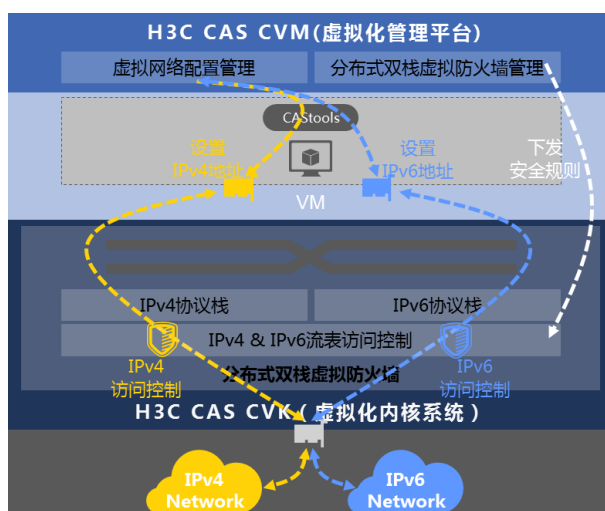 H3C CAS CVM(虚拟化管理平台)
虚拟网络配置管理
分布式双栈虚拟防火墙管理
CAStools
设置
IPv4地址
设置
IPv6地址
下发
安全规则
VM
IPv4协议栈
IPv6协议栈
IPv4 & IPv6流表访问控制
IPv4
访问控制
IPv6
访问控制
分布式双栈虚拟防火墙
H3C CAS CVK（虚拟化内核系统）
IPv4
Network
IPv6
Network